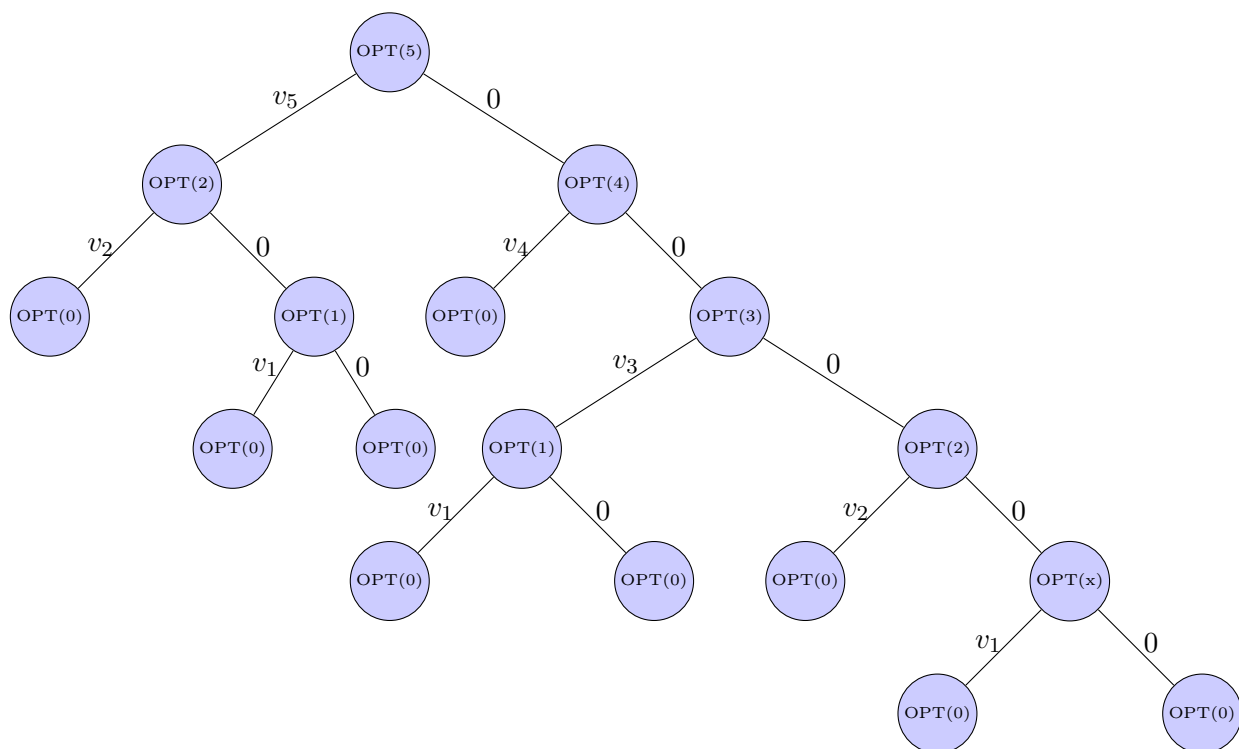 OPT(5)
v5
0
OPT(2)
OPT(4)
v2
0
v4
0
OPT(0)
OPT(1)
OPT(0)
OPT(3)
v1
0
v3
0
OPT(0)
OPT(0)
OPT(1)
OPT(2)
v1
0
v2
0
OPT(0)
OPT(0)
OPT(0)
OPT(x)
v1
0
OPT(0)
OPT(0)